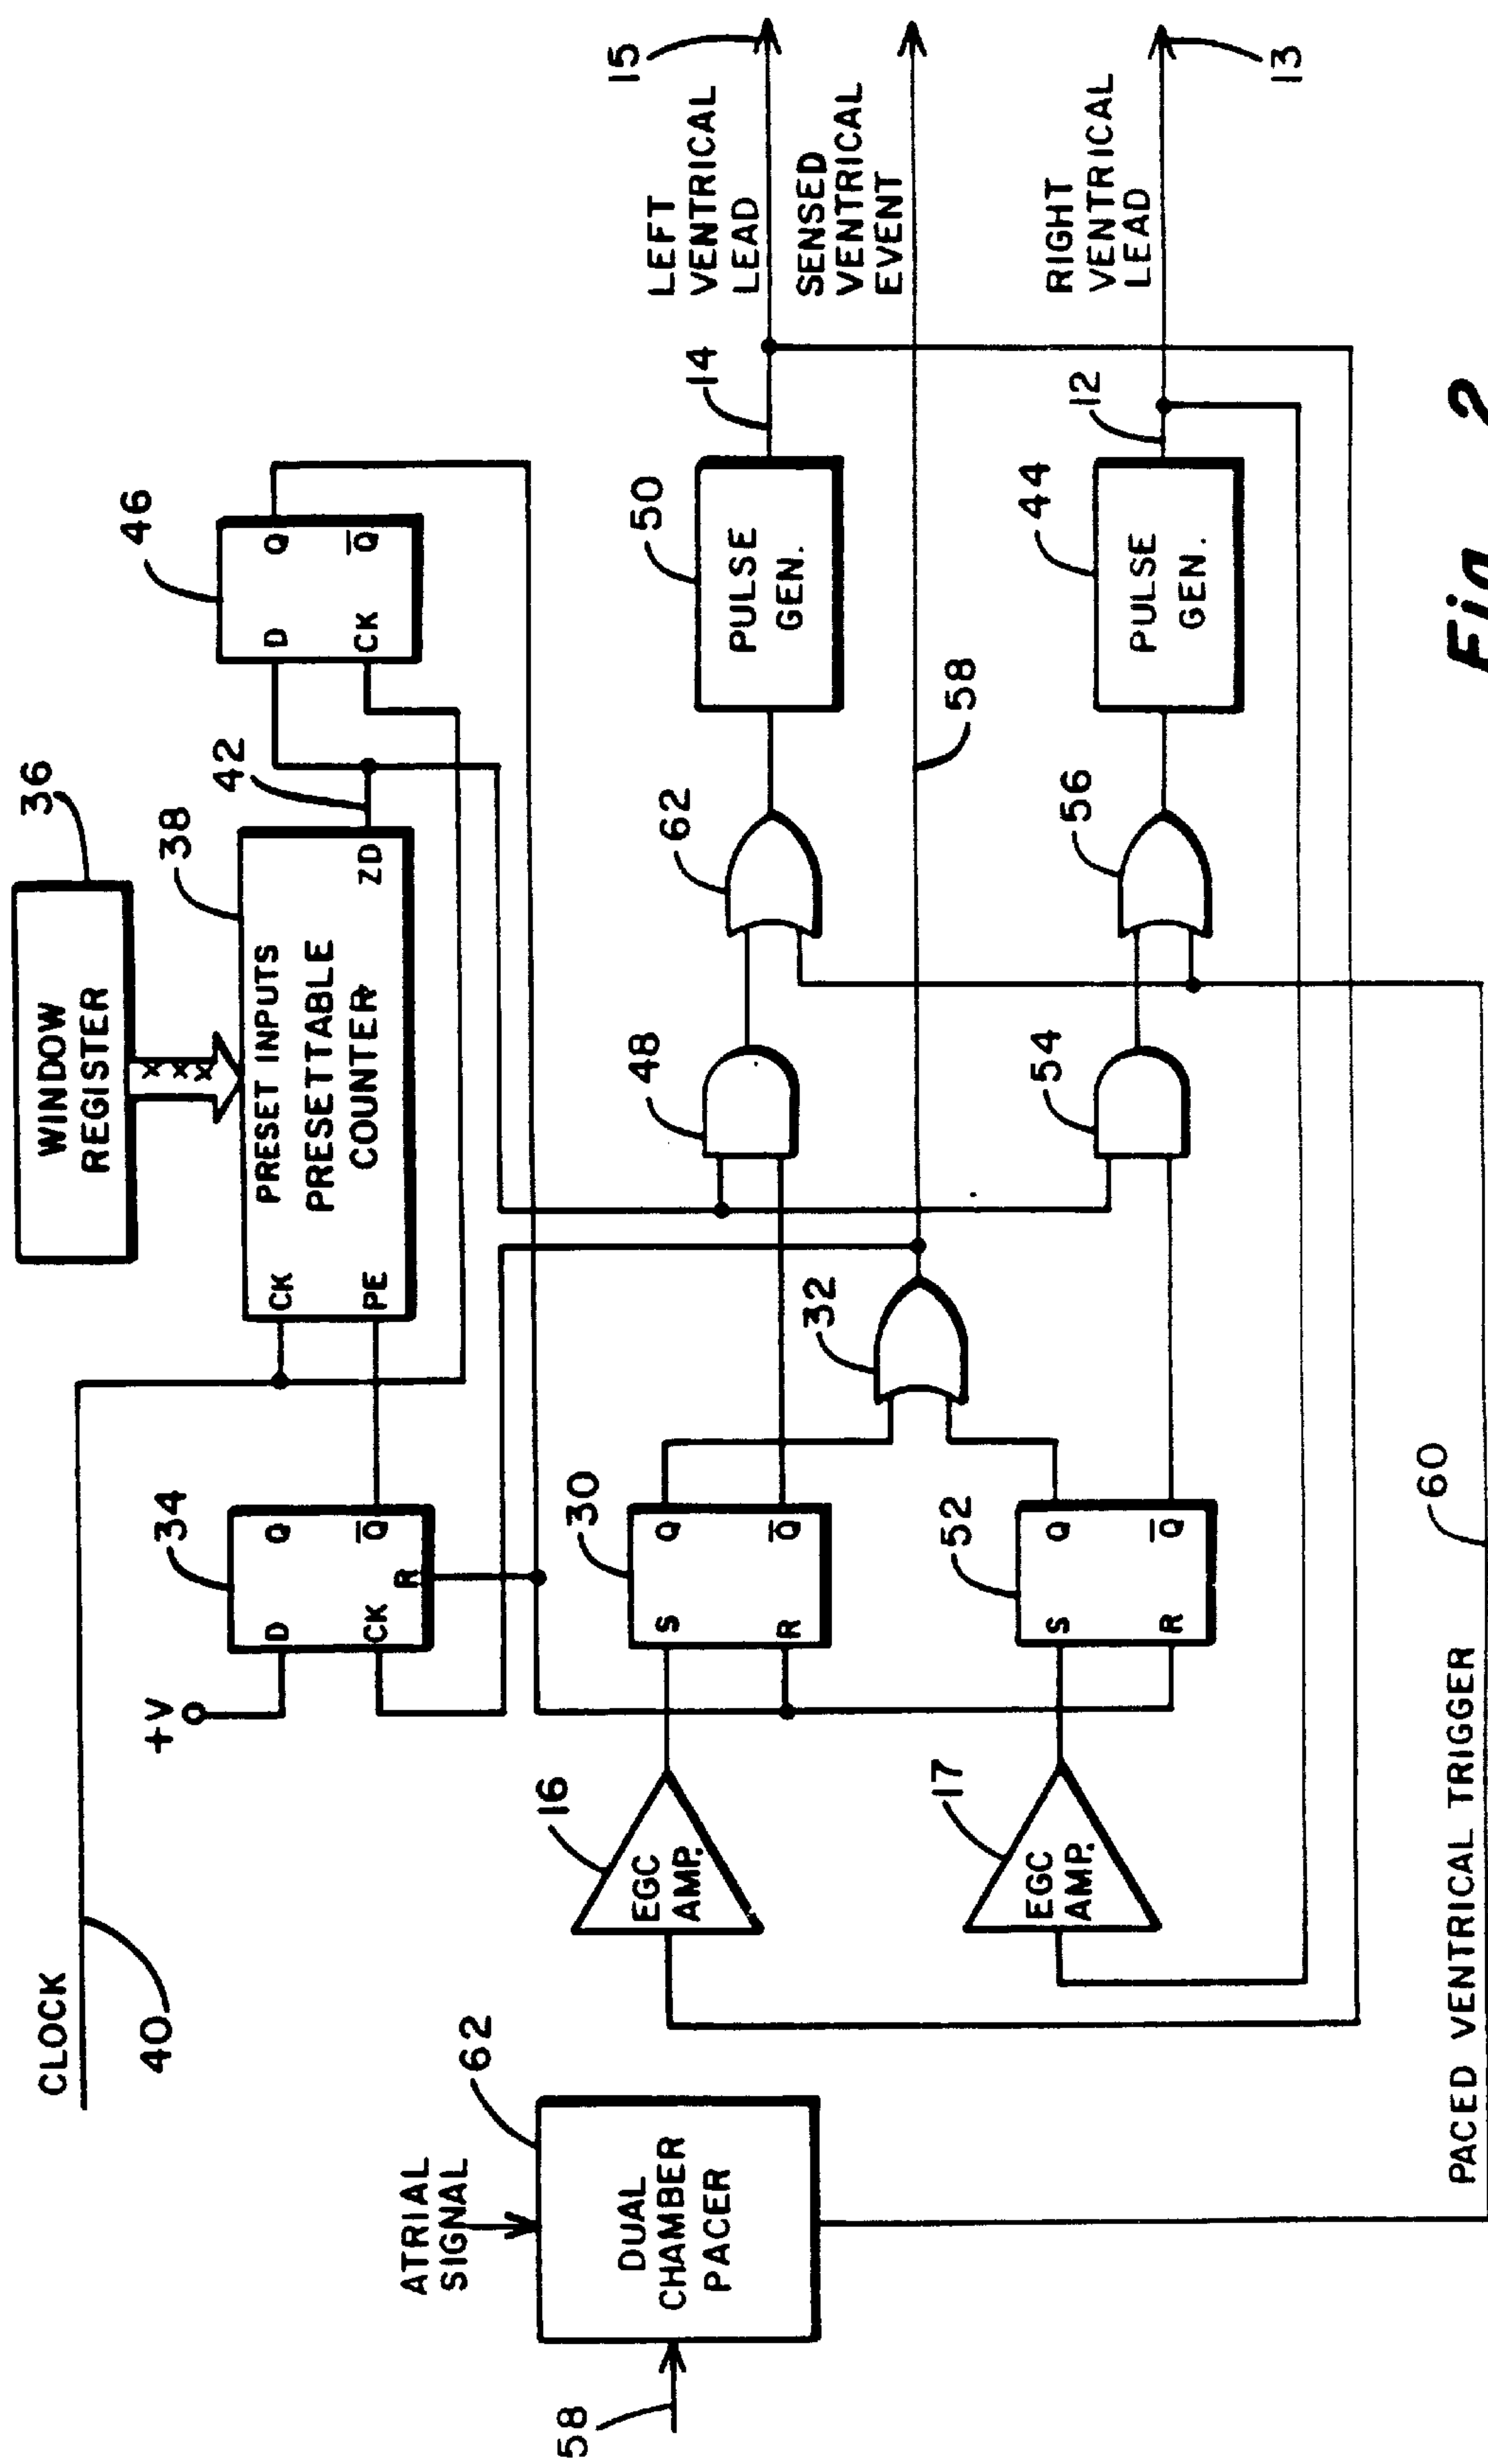 WINDOW
REGISTER
36
38
PRESET INPUTS
PRESETTABLE
COUNTER
CK
PE
ZD
42
46
D
CK
Q
Q̅
CLOCK
40
+V
34
D
CK
R
Q
Q̅
ATRIAL
SIGNAL
62
DUAL
CHAMBER
PACER
58
16
EGC
AMP.
30
S
R
Q
Q̅
32
48
62
50
PULSE
GEN.
14
LEFT
VENTRICAL
LEAD
15
SENSED
VENTRICAL
EVENT
58
17
EGC
AMP.
52
S
R
Q
Q̅
54
56
44
PULSE
GEN.
12
RIGHT
VENTRICAL
LEAD
13
PACED VENTRICAL TRIGGER
60
Fig. 2